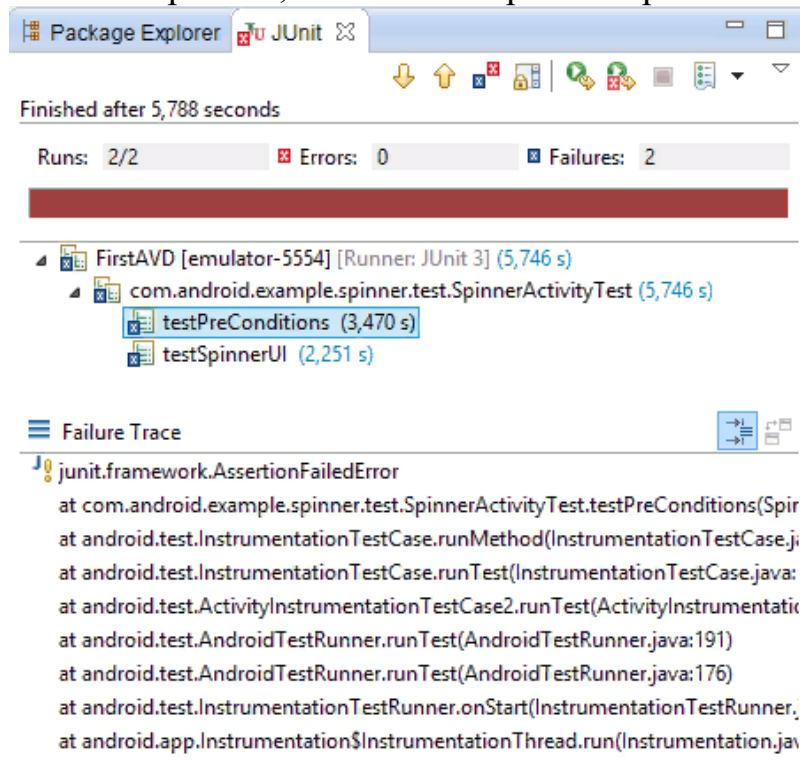 Package Explorer JUnit
Finished after 5,788 seconds
Runs: 2/2 Errors: 0 Failures: 2
FirstAVD [emulator-5554] [Runner: JUnit 3] (5,746 s)
com.android.example.spinner.test.SpinnerActivityTest (5,746 s)
testPreConditions (3,470 s)
testSpinnerUI (2,251 s)
Failure Trace
junit.framework.AssertionFailedError
at com.android.example.spinner.test.SpinnerActivityTest.testPreConditions(Spin
at android.test.InstrumentationTestCase.runMethod(InstrumentationTestCase.ja
at android.test.InstrumentationTestCase.runTest(InstrumentationTestCase.java:
at android.test.ActivityInstrumentationTestCase2.runTest(ActivityInstrumentatio
at android.test.AndroidTestRunner.runTest(AndroidTestRunner.java:191)
at android.test.AndroidTestRunner.runTest(AndroidTestRunner.java:176)
at android.test.InstrumentationTestRunner.onStart(InstrumentationTestRunner.j
at android.app.Instrumentation$InstrumentationThread.run(Instrumentation.jav